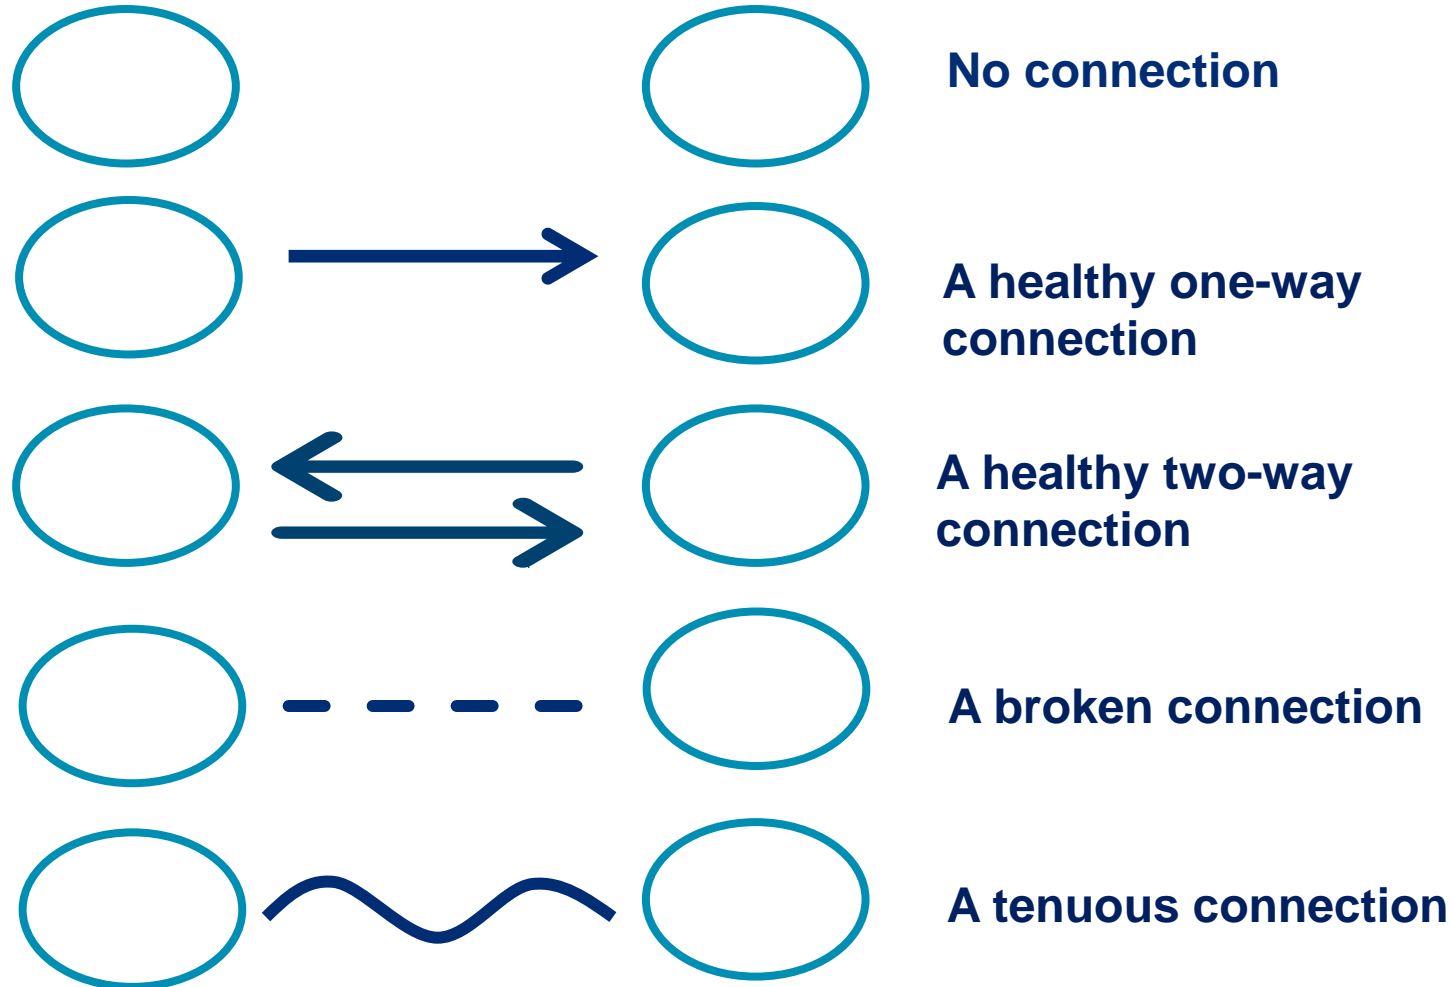 No connection
A healthy one-way
connection
A healthy two-way
connection
A broken connection
A tenuous connection